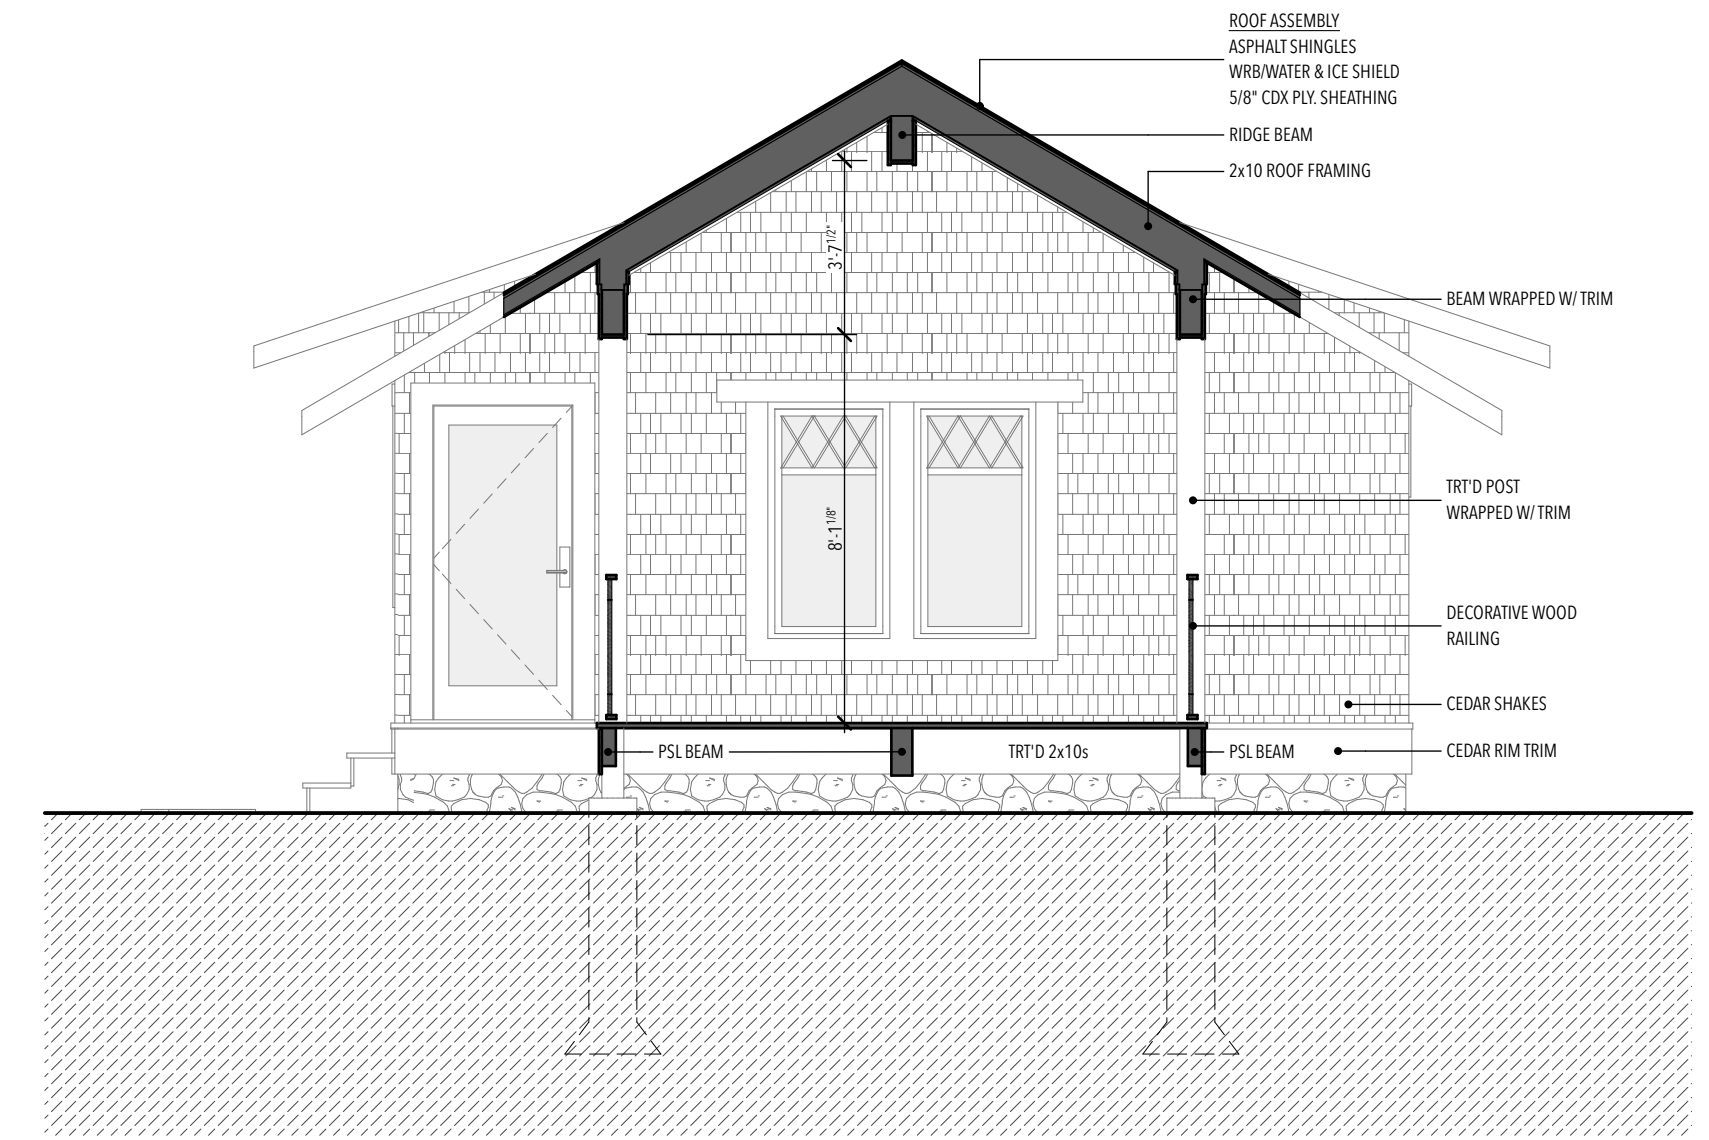 ROOF ASSEMBLY
ASPHALT SHINGLES
WRB/WATER & ICE SHIELD
5/8" CDX PLY. SHEATHING
RIDGE BEAM
2x10 ROOF FRAMING
3'-7 1/2"
BEAM WRAPPED W/ TRIM
TRT'D POST
WRAPPED W/ TRIM
8'-1 1/8"
DECORATIVE WOOD
RAILING
CEDAR SHAKES
PSL BEAM
TRT'D 2x10s
PSL BEAM
CEDAR RIM TRIM